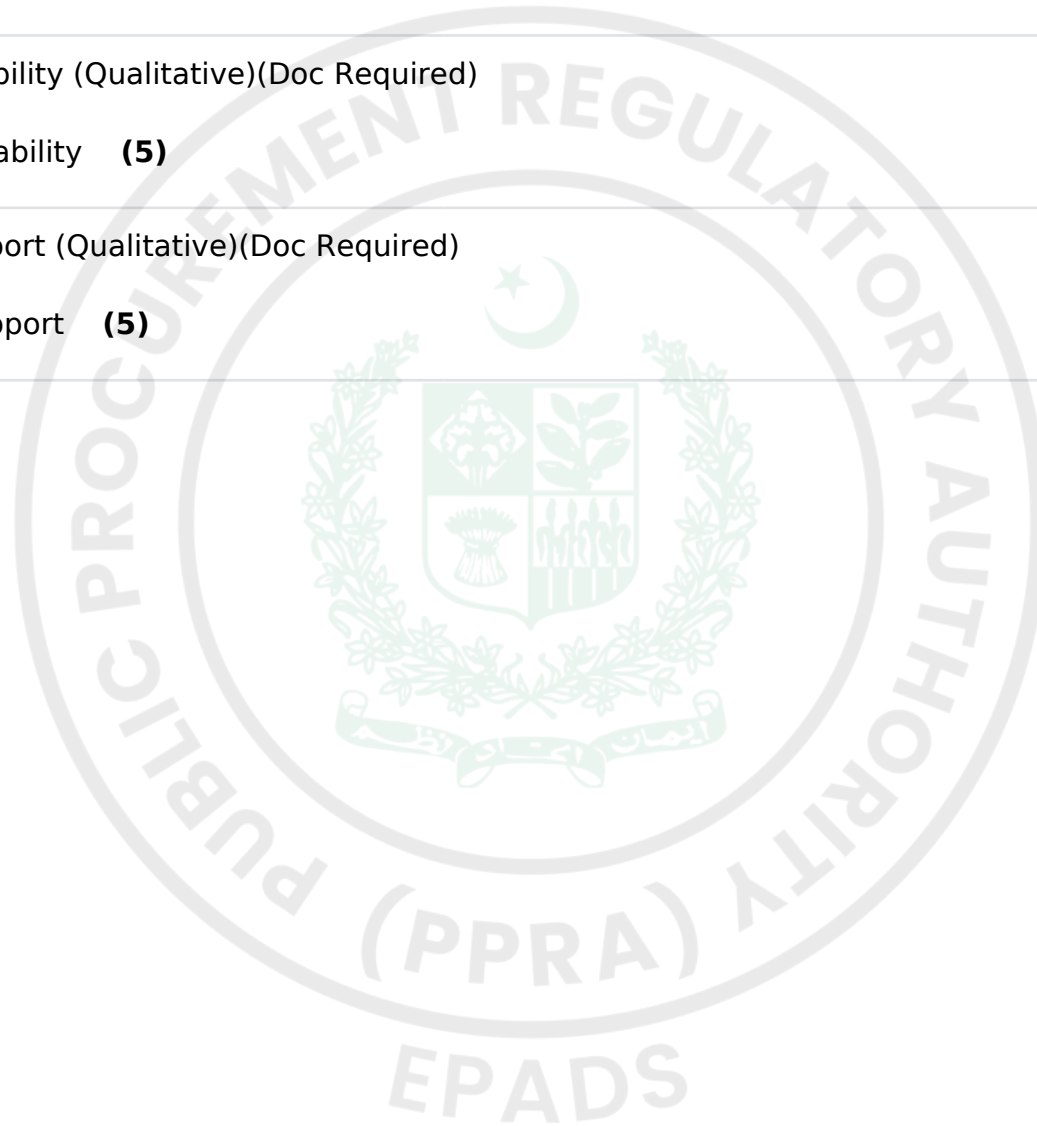 bility (Qualitative)(Doc Required)
ability (5)
port (Qualitative)(Doc Required)
pport (5)
PUBLIC PROCUREMENT REGULATORY AUTHORITY
(PPRA)
EPADS